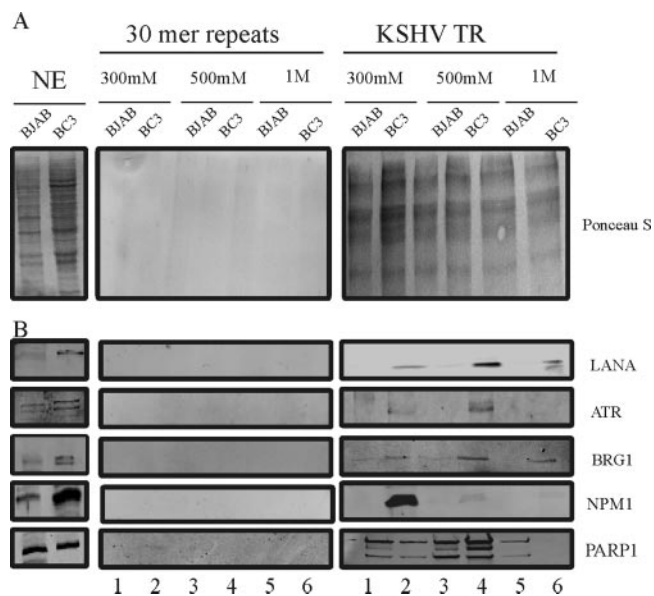 A
30 mer repeats
KSHV TR
NE
300mM 500mM 1M
300mM 500mM 1M
BJAB BC3
BJAB BC3 BJAB BC3 BJAB BC3
BJAB BC3 BJAB BC3 BJAB BC3
Ponceau S
B
LANA
ATR
BRG1
NPM1
PARP1
1 2 3 4 5 6
1 2 3 4 5 6